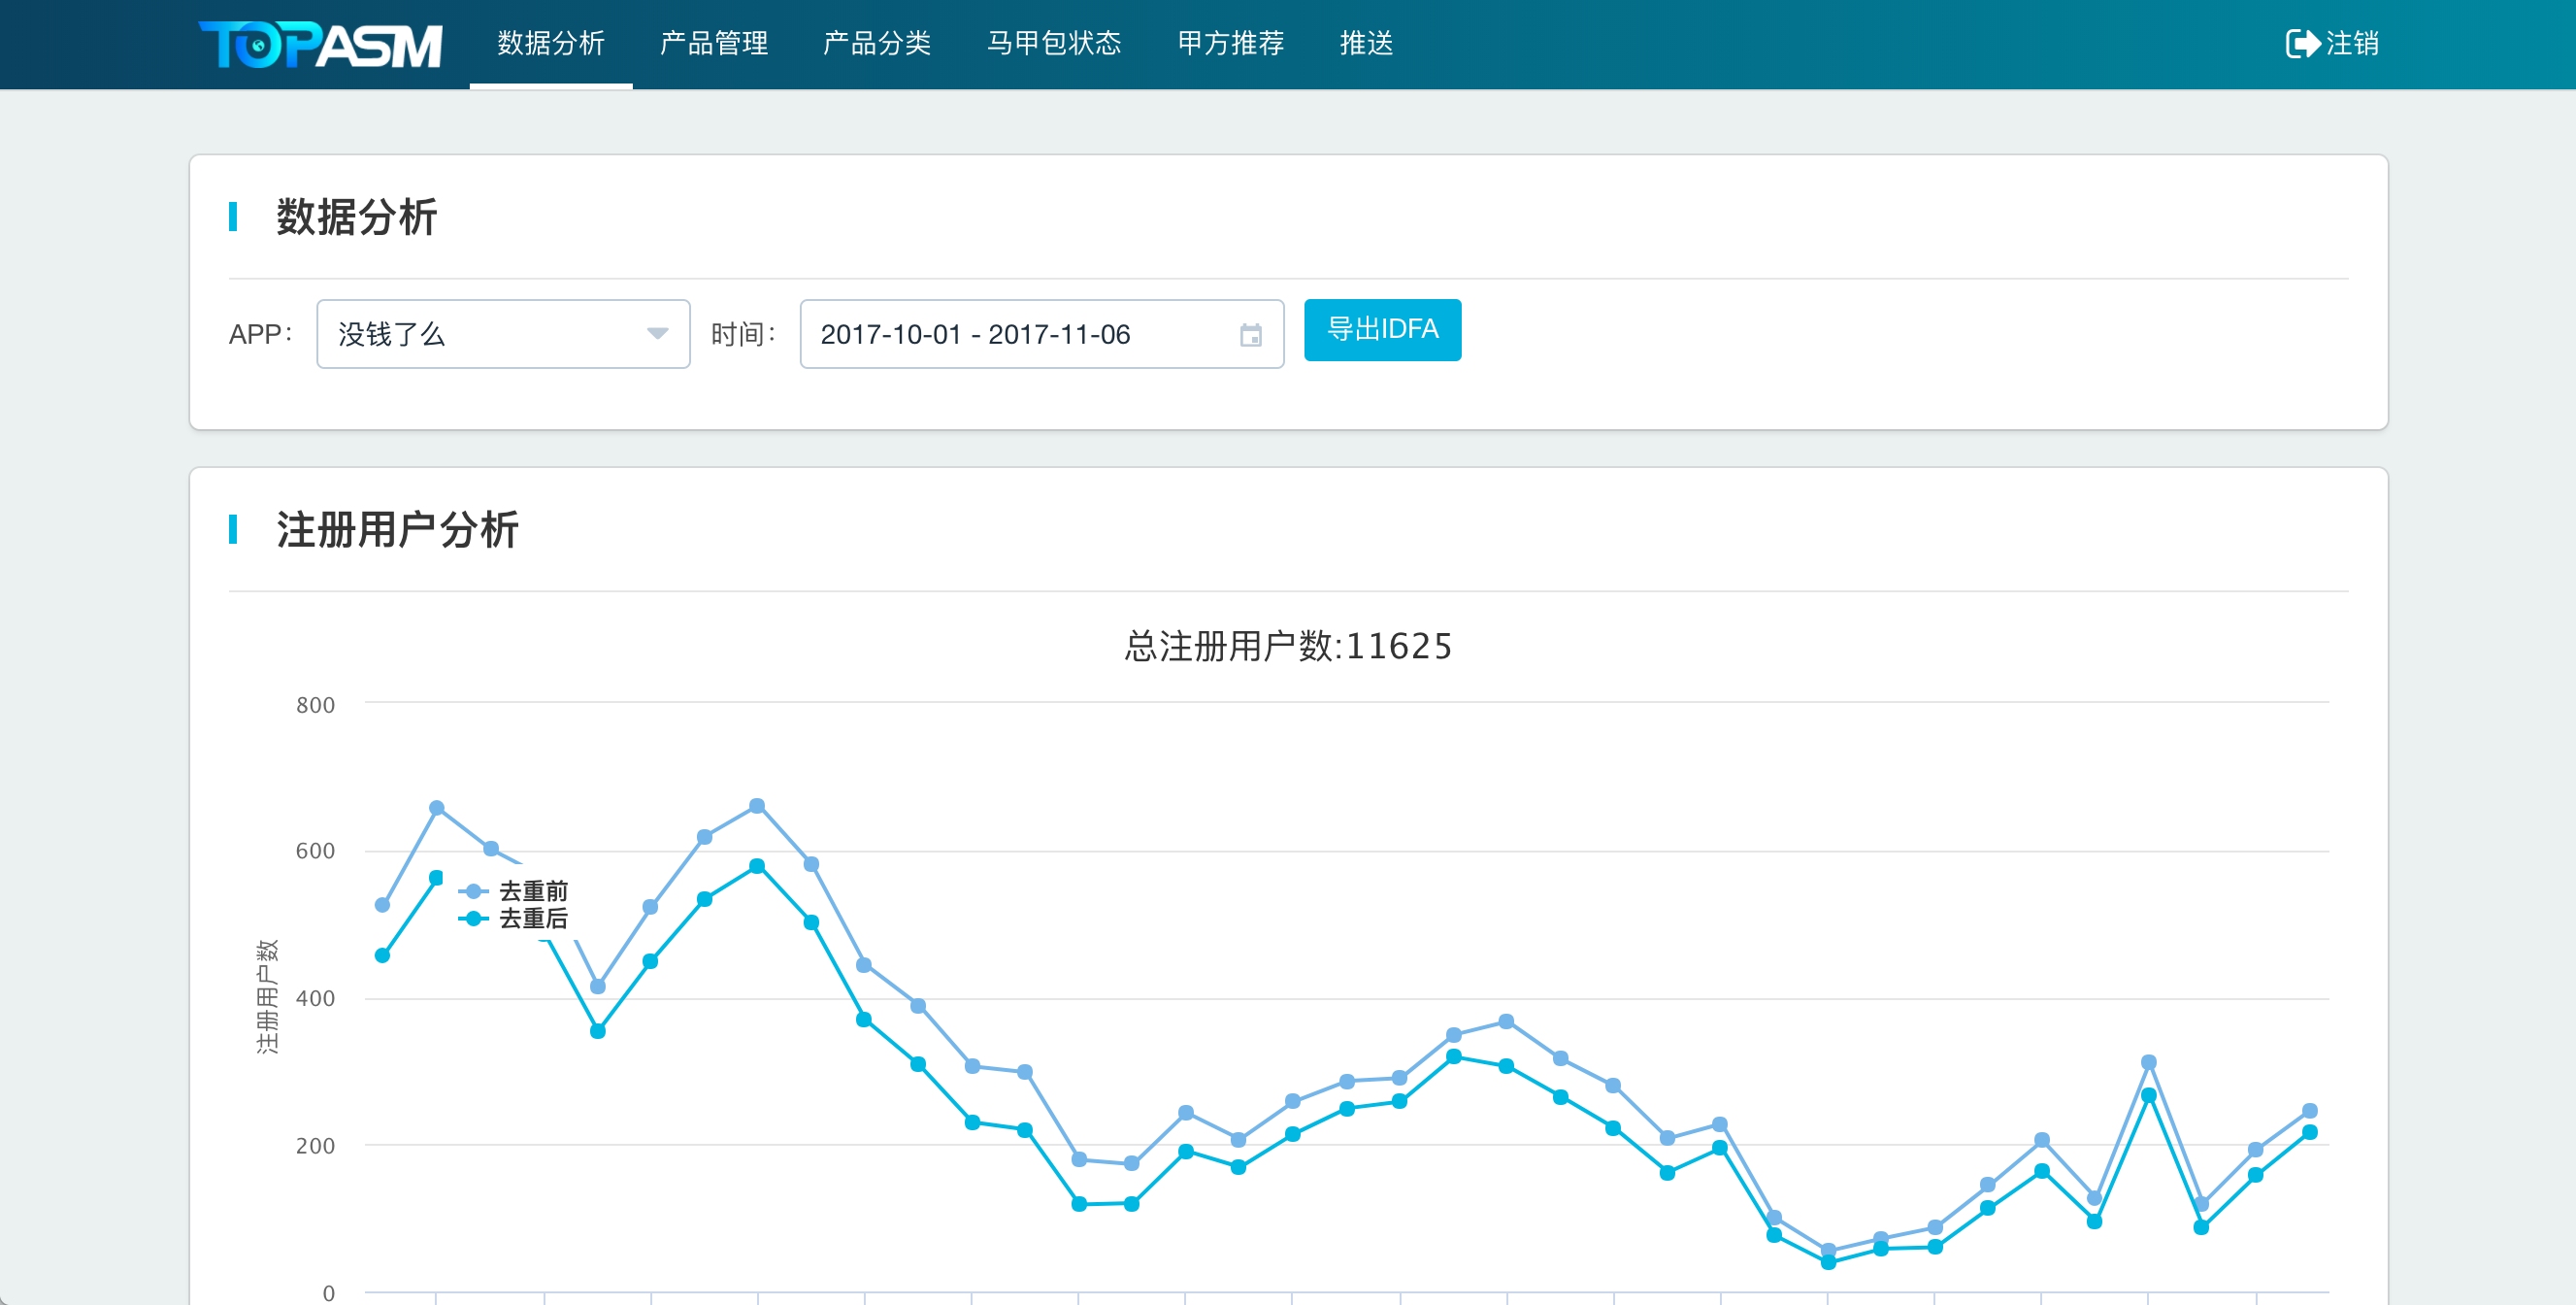 TOPASM 数据分析 产品管理 产品分类 马甲包状态 甲方推荐 推送 注销
数据分析
APP： 没钱了么 时间： 2017-10-01 - 2017-11-06 导出IDFA
注册用户分析
总注册用户数:11625
800
600
去重前
去重后
注册用户数
400
200
0